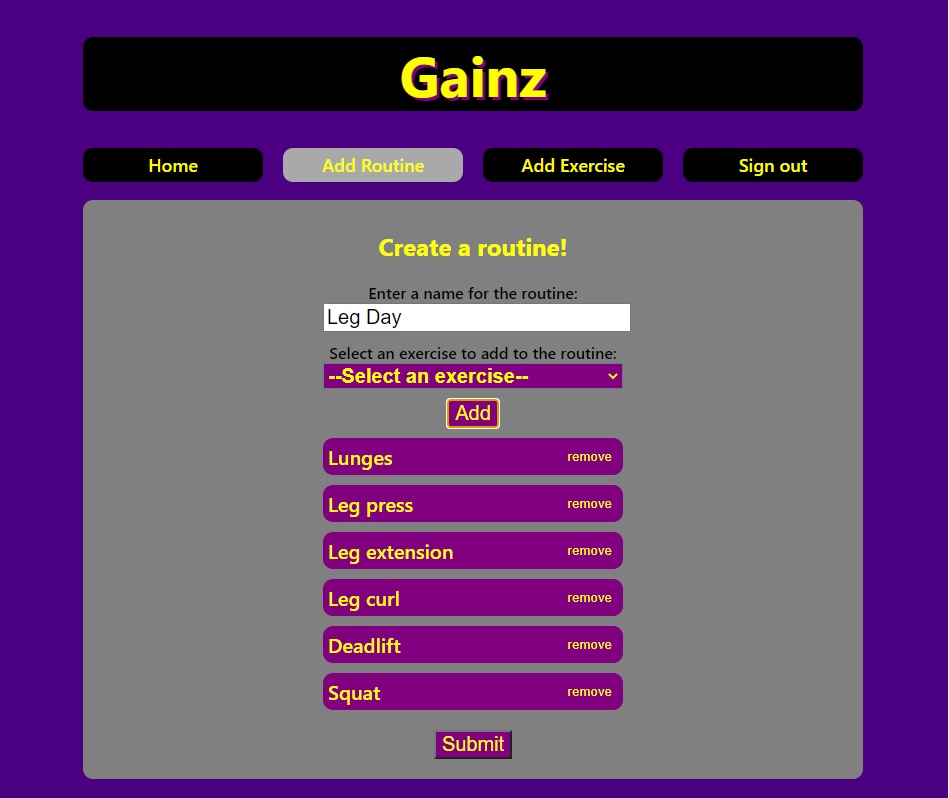 Gainz
Home Add Routine Add Exercise Sign out
Create a routine!
Enter a name for the routine:
Leg Day
Select an exercise to add to the routine:
--Select an exercise--
Add
Lunges remove
Leg press remove
Leg extension remove
Leg curl remove
Deadlift remove
Squat remove
Submit